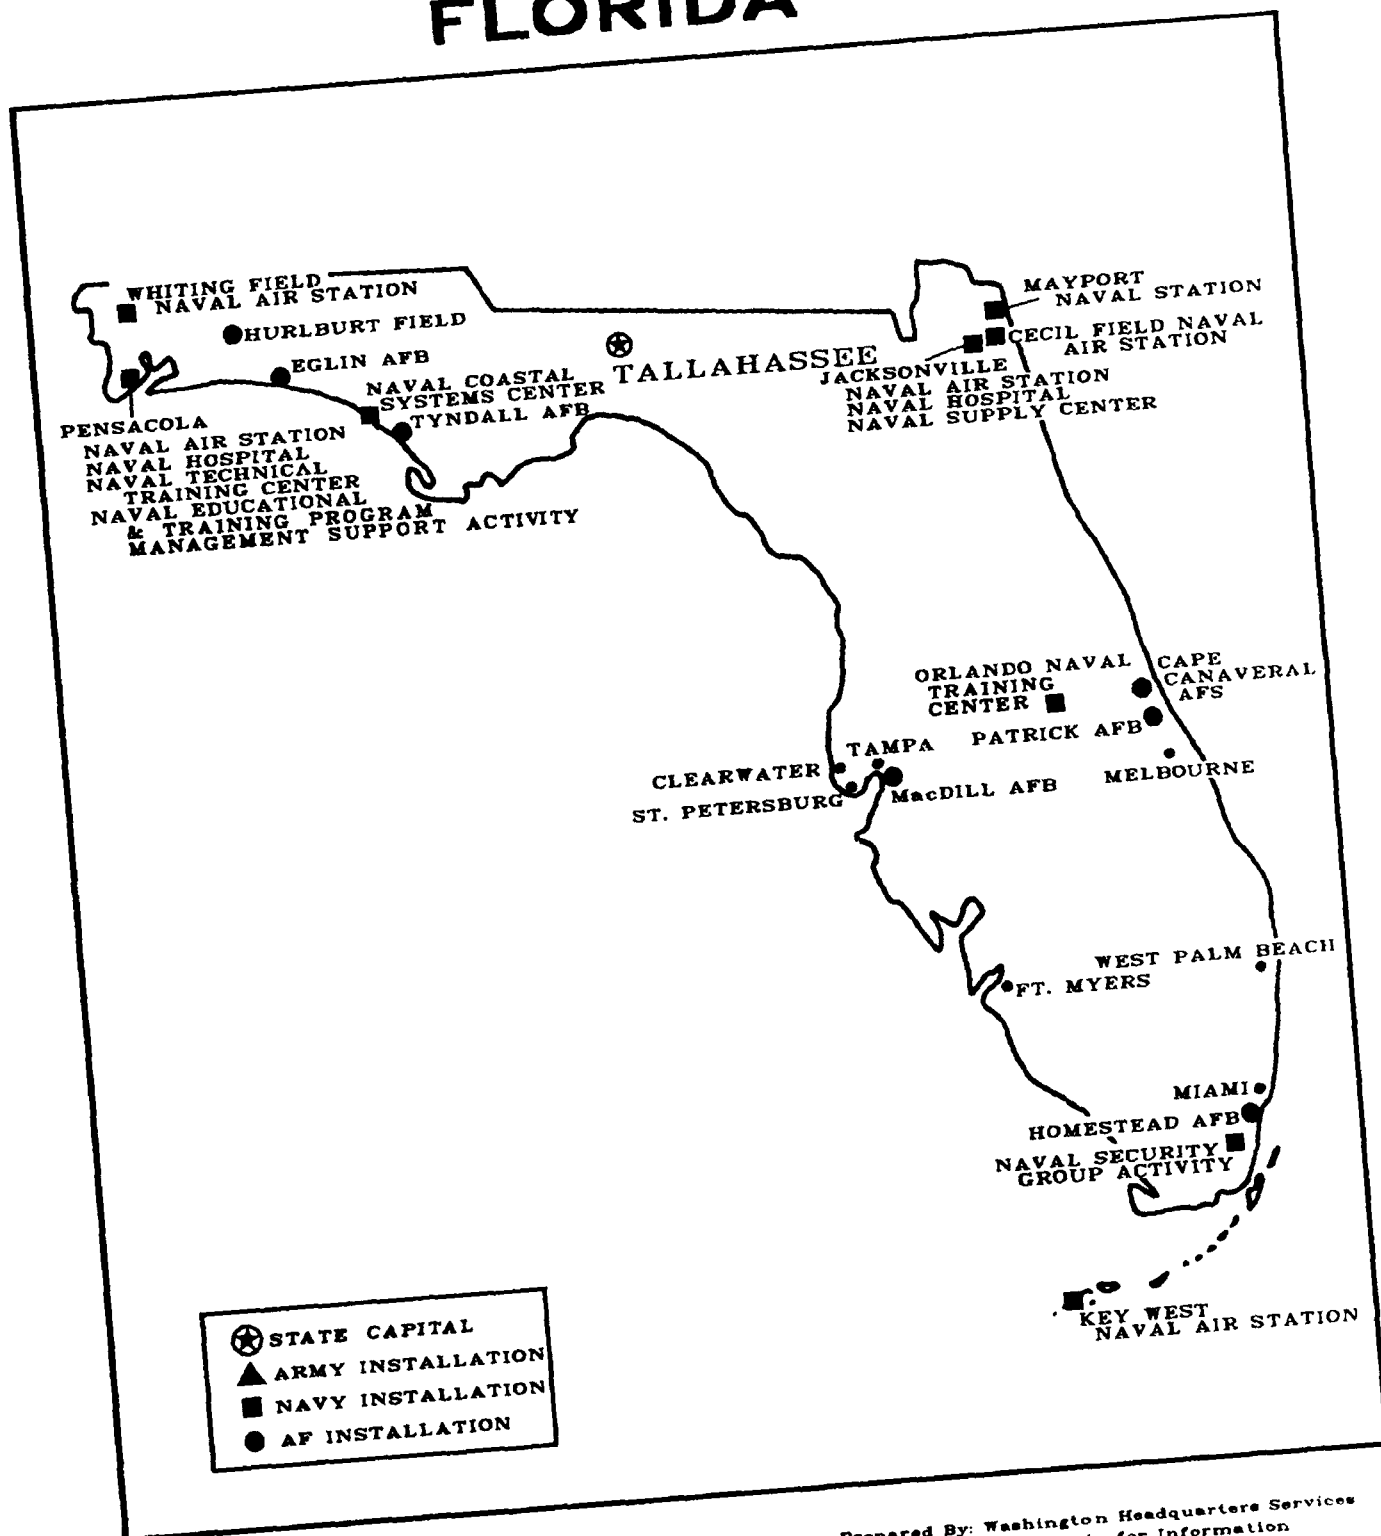 FLORIDA
WHITING FIELD
NAVAL AIR STATION
HURLBURT FIELD
EGLIN AFB
NAVAL COASTAL
SYSTEMS CENTER
TYNDALL AFB
PENSACOLA
NAVAL AIR STATION
NAVAL HOSPITAL
NAVAL TECHNICAL
TRAINING CENTER
NAVAL EDUCATIONAL
& TRAINING PROGRAM
MANAGEMENT SUPPORT ACTIVITY
TALLAHASSEE
MAYPORT
NAVAL STATION
CECIL FIELD NAVAL
AIR STATION
JACKSONVILLE
NAVAL AIR STATION
NAVAL HOSPITAL
NAVAL SUPPLY CENTER
ORLANDO NAVAL
TRAINING
CENTER
CAPE
CANAVERAL
AFS
PATRICK AFB
MELBOURNE
TAMPA
CLEARWATER
ST. PETERSBURG
MacDILL AFB
WEST PALM BEACH
FT. MYERS
MIAMI
HOMESTEAD AFB
NAVAL SECURITY
GROUP ACTIVITY
KEY WEST
NAVAL AIR STATION
STATE CAPITAL
ARMY INSTALLATION
NAVY INSTALLATION
AF INSTALLATION
Prepared By: Washington Headquarters Services
for Information